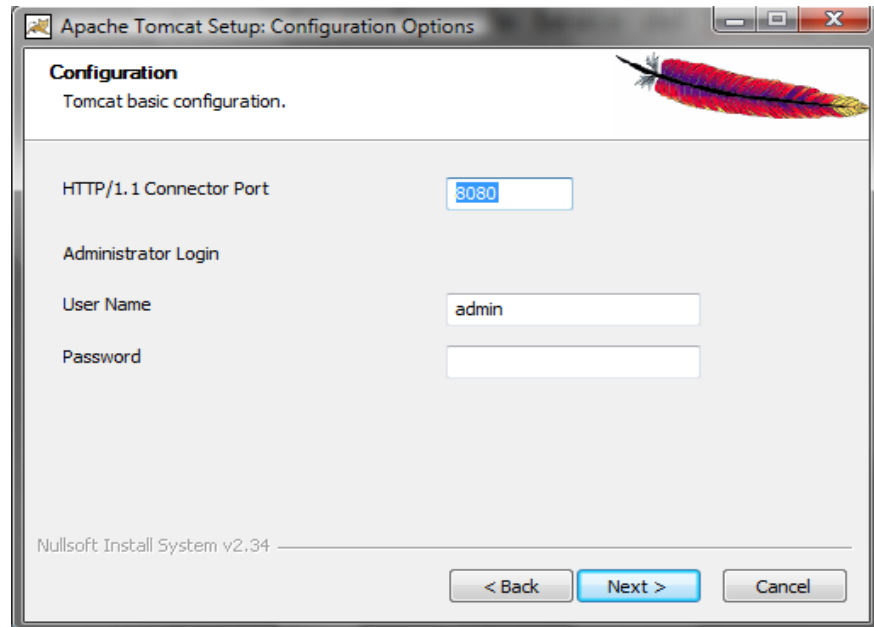 Apache Tomcat Setup: Configuration Options
Configuration
Tomcat basic configuration.
HTTP/1.1 Connector Port
8080
Administrator Login
User Name
admin
Password
Nullsoft Install System v2.34
< Back
Next >
Cancel